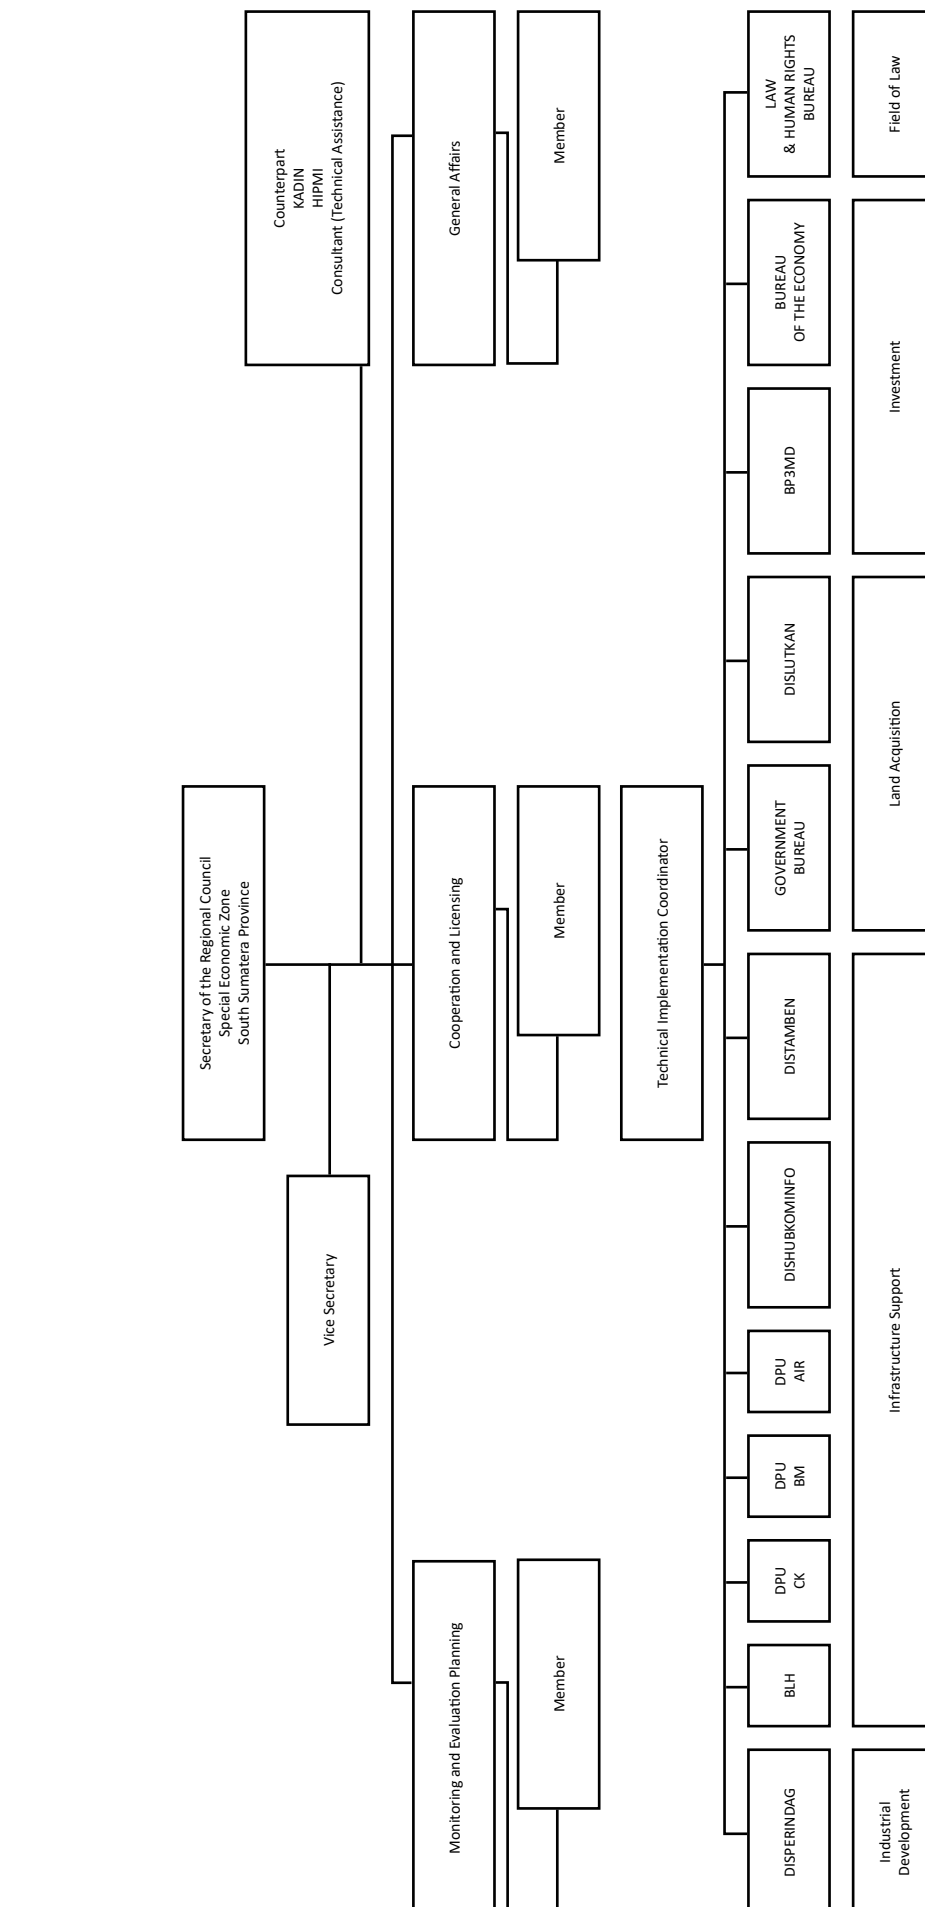 Secretary of the Regional Council
Special Economic Zone
South Sumatera Province
Vice Secretary
Counterpart
KADIN
HIPMI
Consultant (Technical Assistance)
Monitoring and Evaluation Planning
Cooperation and Licensing
General Affairs
Member
Member
Member
Technical Implementation Coordinator
DISPERINDAG
BLH
DPU
CK
DPU
BM
DPU
AIR
DISHUBKOMINFO
DISTAMBEN
GOVERNMENT
BUREAU
DISLUTKAN
BP3MD
BUREAU
OF THE ECONOMY
LAW
& HUMAN RIGHTS
BUREAU
Industrial
Development
Infrastructure Support
Land Acquisition
Investment
Field of Law